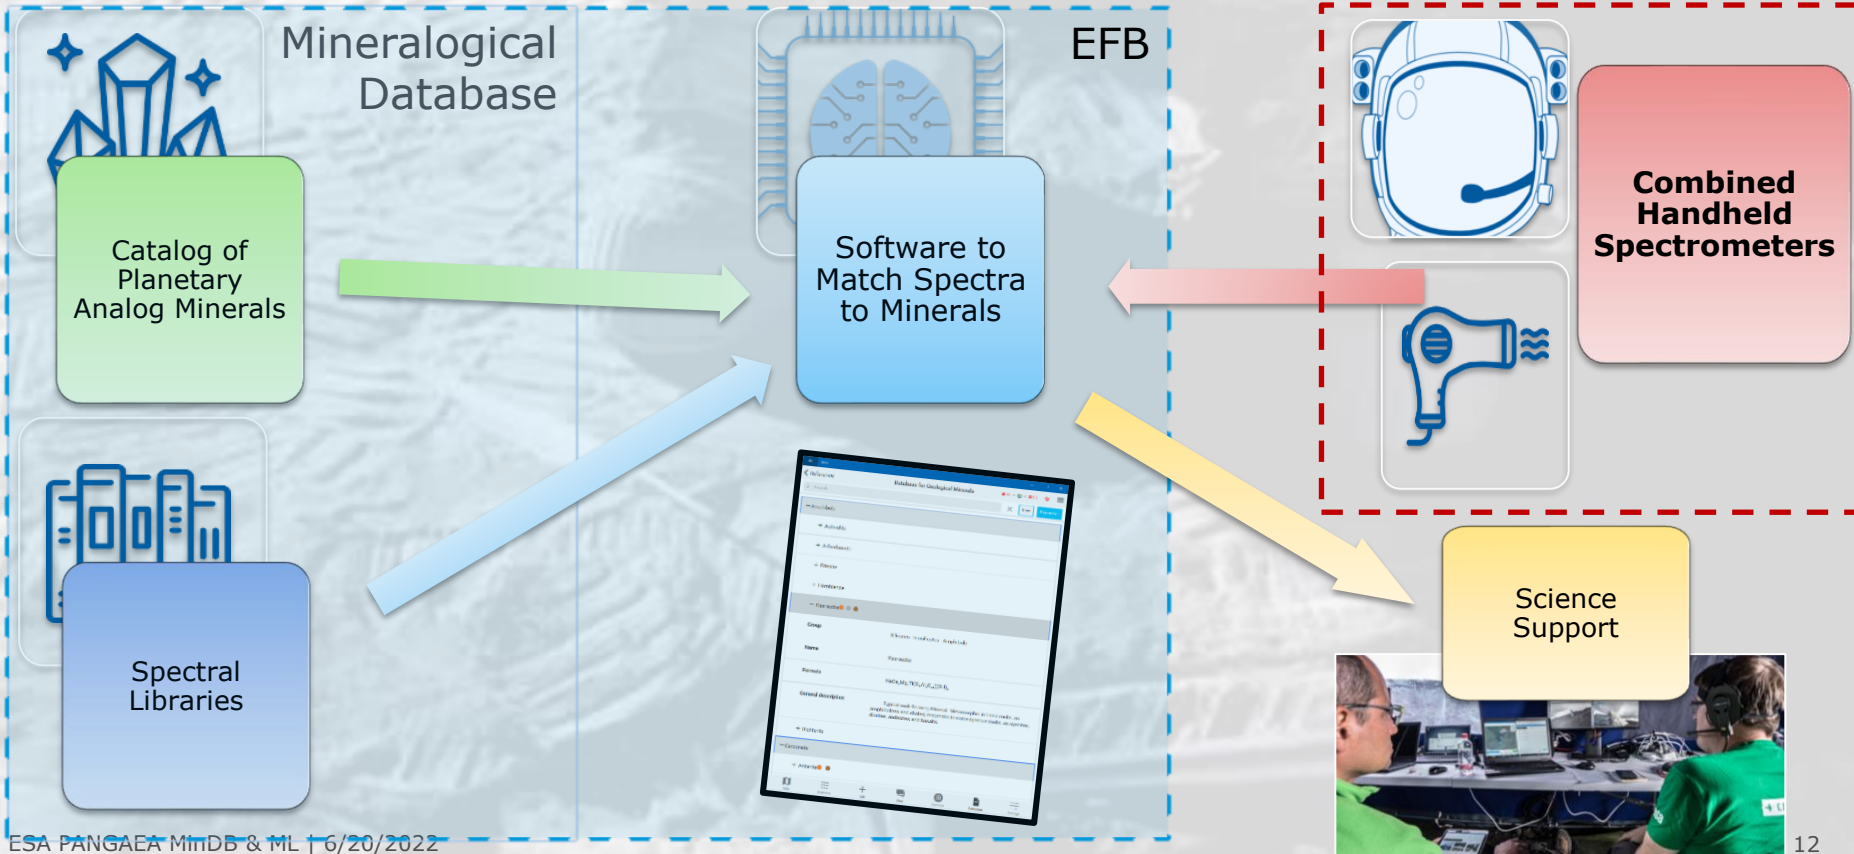 Mineralogical
Database
EFB
Catalog of
Planetary
Analog Minerals
Software to
Match Spectra
to Minerals
Combined
Handheld
Spectrometers
Spectral
Libraries
Database for Geological Minerals
Group
Name
Formula
General description
Science
Support
ESA PANGAEA MinDB & ML | 6/20/2022
12